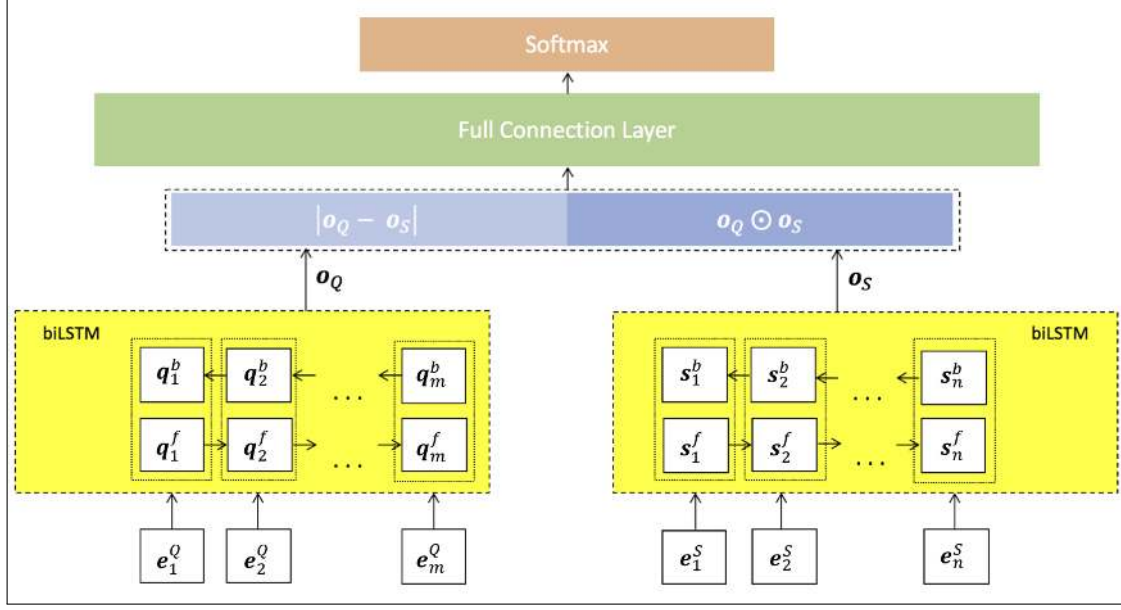 Softmax
Full Connection Layer
|o_Q − o_S| o_Q ⊙ o_S
o_Q o_S
biLSTM biLSTM
q_1^b q_2^b ... q_m^b s_1^b s_2^b ... s_n^b
q_1^f q_2^f ... q_m^f s_1^f s_2^f ... s_n^f
e_1^Q e_2^Q e_m^Q e_1^S e_2^S e_n^S